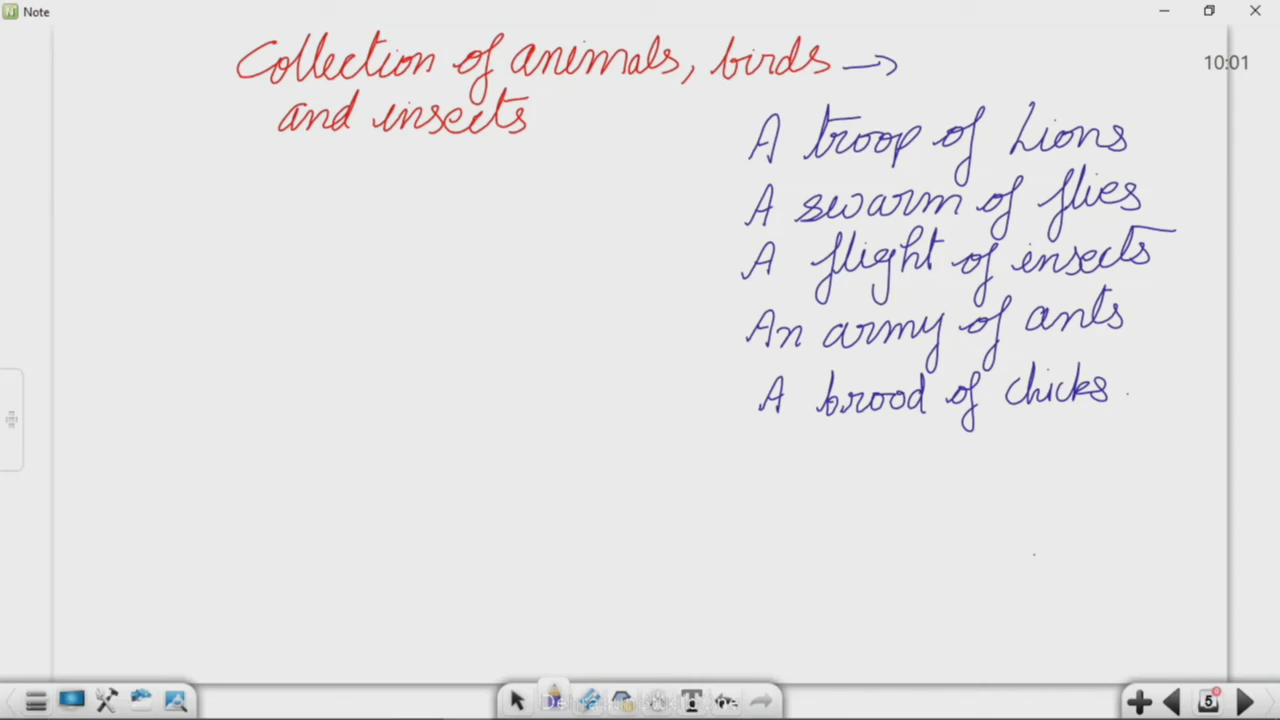 Note
10:01
Collection of animals, birds →
and insects
A troop of Lions
A swarm of flies
A flight of insects
An army of ants
A brood of chicks.
5